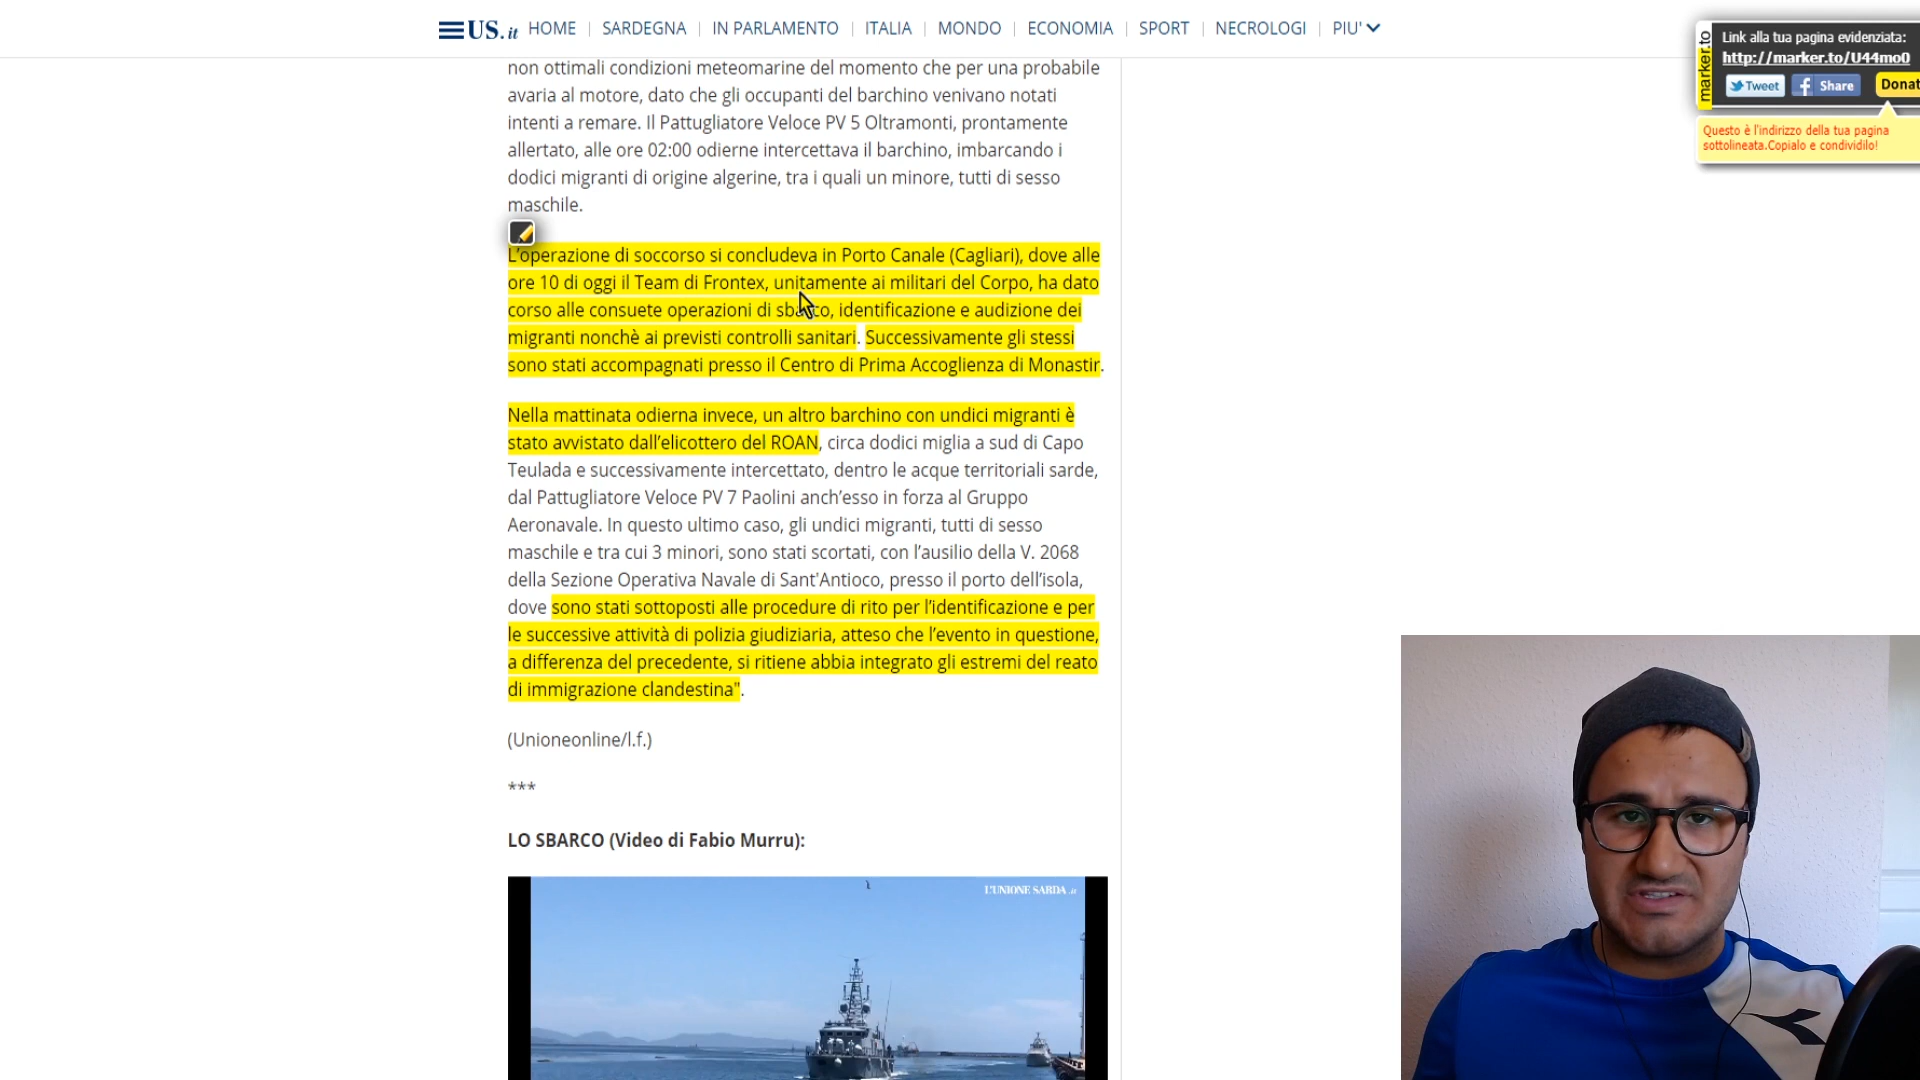 US.it HOME SARDEGNA IN PARLAMENTO ITALIA MONDO ECONOMIA SPORT NECROLOGI PIU'
marker.to
Link alla tua pagina evidenziata:
http://marker.to/U44mo0
Tweet Share Donat
Questo è l'indirizzo della tua pagina
sottolineata.Copialo e condividilo!
non ottimali condizioni meteomarine del momento che per una probabile
avaria al motore, dato che gli occupanti del barchino venivano notati
intenti a remare. Il Pattugliatore Veloce PV 5 Oltramonti, prontamente
allertato, alle ore 02:00 odierne intercettava il barchino, imbarcando i
dodici migranti di origine algerine, tra i quali un minore, tutti di sesso
maschile.
L'operazione di soccorso si concludeva in Porto Canale (Cagliari), dove alle
ore 10 di oggi il Team di Frontex, unitamente ai militari del Corpo, ha dato
corso alle consuete operazioni di sbarco, identificazione e audizione dei
migranti nonchè ai previsti controlli sanitari. Successivamente gli stessi
sono stati accompagnati presso il Centro di Prima Accoglienza di Monastir.
Nella mattinata odierna invece, un altro barchino con undici migranti è
stato avvistato dall'elicottero del ROAN, circa dodici miglia a sud di Capo
Teulada e successivamente intercettato, dentro le acque territoriali sarde,
dal Pattugliatore Veloce PV 7 Paolini anch'esso in forza al Gruppo
Aeronavale. In questo ultimo caso, gli undici migranti, tutti di sesso
maschile e tra cui 3 minori, sono stati scortati, con l'ausilio della V. 2068
della Sezione Operativa Navale di Sant'Antioco, presso il porto dell'isola,
dove sono stati sottoposti alle procedure di rito per l'identificazione e per
le successive attività di polizia giudiziaria, atteso che l'evento in questione,
a differenza del precedente, si ritiene abbia integrato gli estremi del reato
di immigrazione clandestina".
(Unioneonline/l.f.)
***
LO SBARCO (Video di Fabio Murru):
L'UNIONE SARDA.it